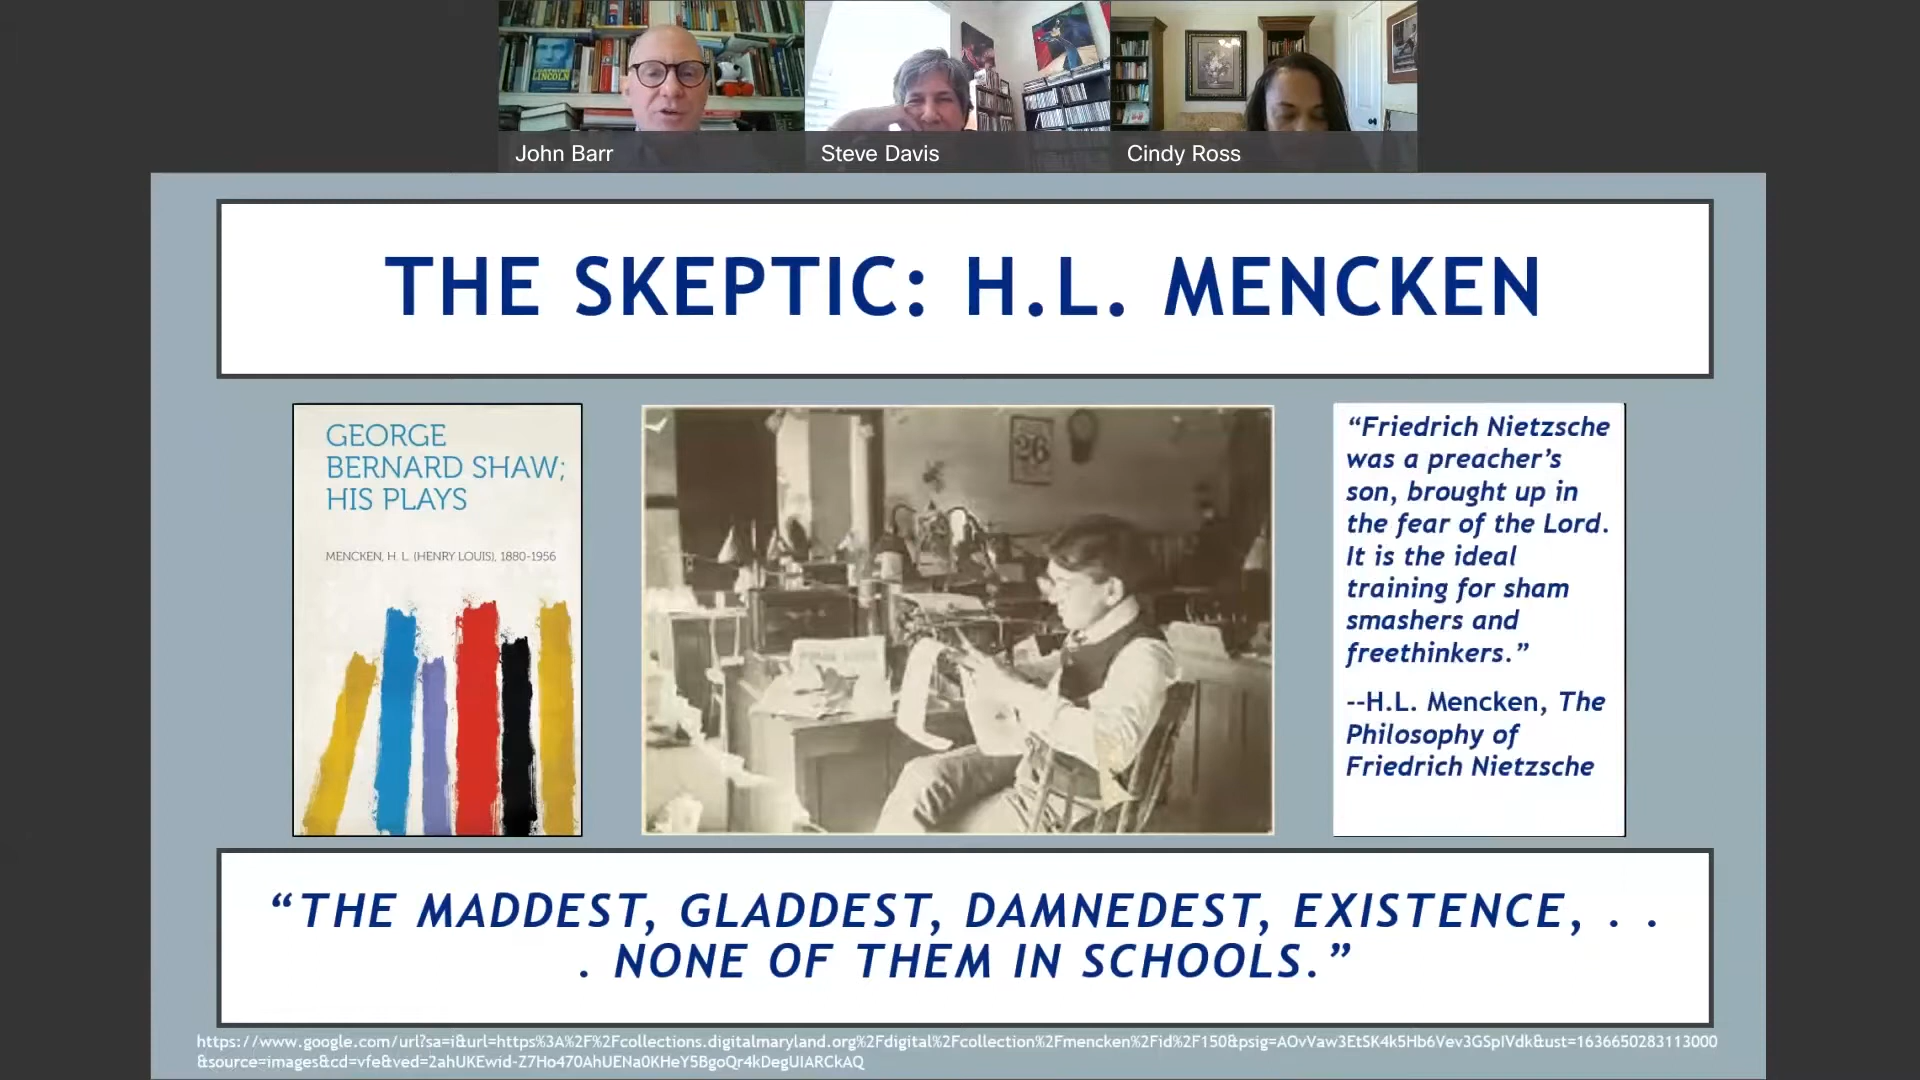 LINCOLN
John Barr
Steve Davis
Cindy Ross
THE SKEPTIC: H.L. MENCKEN
GEORGE
BERNARD SHAW;
HIS PLAYS
MENCKEN, H. L. (HENRY LOUIS), 1880-1956
26
“Friedrich Nietzsche
was a preacher’s
son, brought up in
the fear of the Lord.
It is the ideal
training for sham
smashers and
freethinkers.”
--H.L. Mencken, The
Philosophy of
Friedrich Nietzsche
“THE MADDEST, GLADDEST, DAMNEDEST, EXISTENCE, . .
. NONE OF THEM IN SCHOOLS.”
https://www.google.com/url?sa=i&url=https%3A%2F%2Fcollections.digitalmaryland.org%2Fdigital%2Fcollection%2Fmencken%2Fid%2F150&psig=AOvVaw3EtSK4k5Hb6Vev3GSpIVdk&ust=1636650283113000
&source=images&cd=vfe&ved=2ahUKEwid-Z7Ho470AhUENa0KHeY5BgoQr4kDegUIARCkAQ